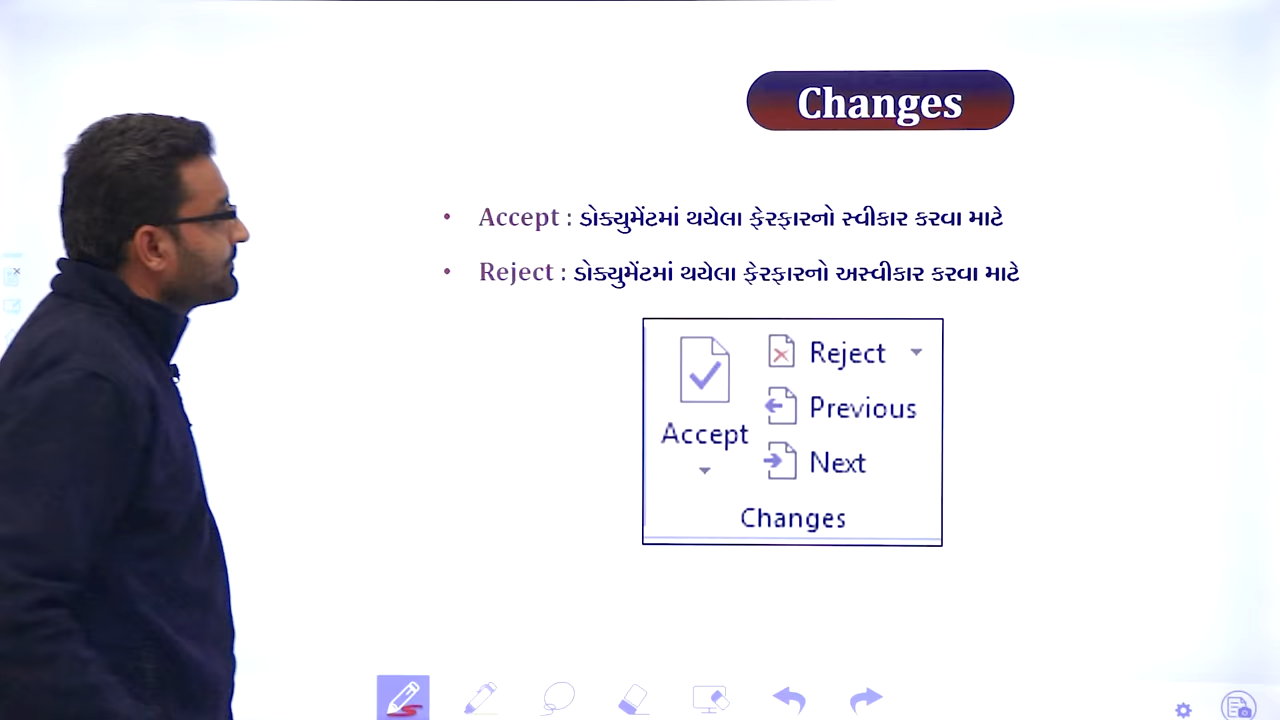 Changes
• Accept : ડોક્યુમેંટમાં થયેલા ફેરફારનો સ્વીકાર કરવા માટે
• Reject : ડોક્યુમેંટમાં થયેલા ફેરફારનો અસ્વીકાર કરવા માટે
Reject
Previous
Accept
Next
Changes